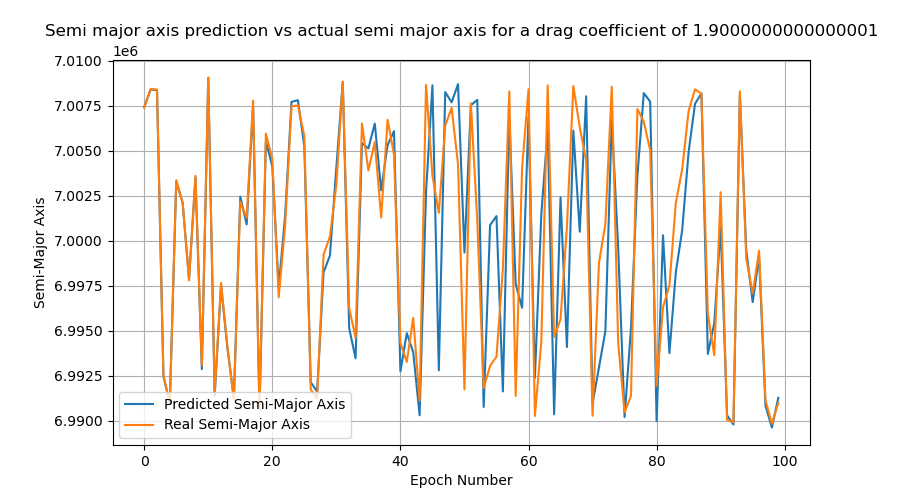 Semi major axis prediction vs actual semi major axis for a drag coefficient of 1.9000000000000001
1e6
7.0100
7.0075
7.0050
7.0025
7.0000
6.9975
6.9950
6.9925
6.9900
Semi-Major Axis
Predicted Semi-Major Axis
Real Semi-Major Axis
0 20 40 60 80 100
Epoch Number